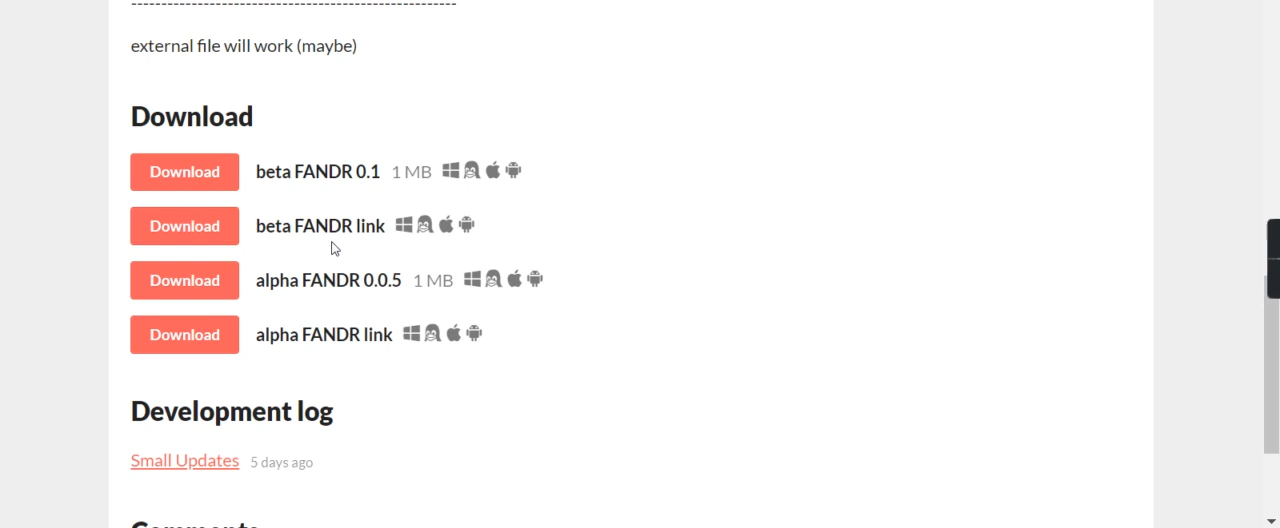 external file will work (maybe)
Download
Download beta FANDR 0.1 1 MB
Download beta FANDR link
Download alpha FANDR 0.0.5 1 MB
Download alpha FANDR link
Development log
Small Updates 5 days ago
Comments